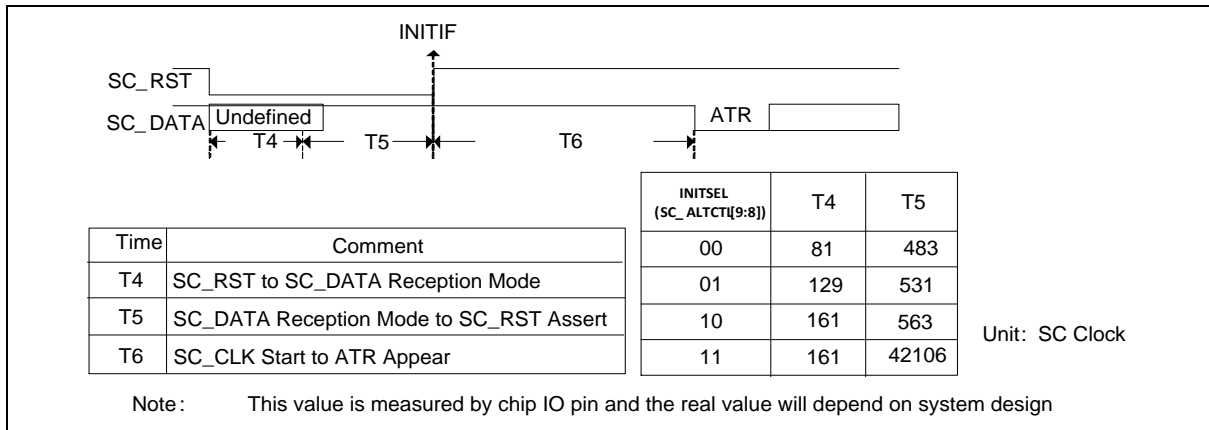 INITIF
SC_RST
SC_DATA
Undefined
ATR
T4
T5
T6
INITSEL
(SC_ALTCTL[9:8])
T4
T5
00
81
483
01
129
531
10
161
563
11
161
42106
Unit: SC Clock
Time
Comment
T4
SC_RST to SC_DATA Reception Mode
T5
SC_DATA Reception Mode to SC_RST Assert
T6
SC_CLK Start to ATR Appear
Note: This value is measured by chip IO pin and the real value will depend on system design